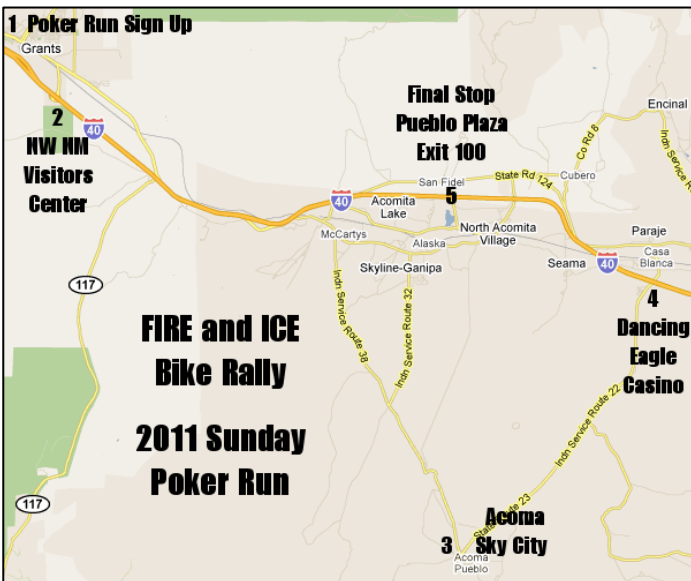 1 Poker Run Sign Up
Grants
2
NW NM
Visitors
Center
40
Final Stop
Pueblo Plaza
Exit 100
Encinal
Co Rd 8
Indn Service Rou
San Fidel
State Rd 124
Cubero
40
Acomita
Lake
5
McCartys
Alaska
North Acomita
Village
Skyline-Ganipa
Paraje
Casa
Blanca
Seama
40
117
Indn Service Route 38
Indn Service Route 32
4
Dancing
Eagle
Casino
FIRE and ICE
Bike Rally
2011 Sunday
Poker Run
Indn Service Route 22
State Route 23
117
Acoma
3 Sky City
Acoma
Pueblo